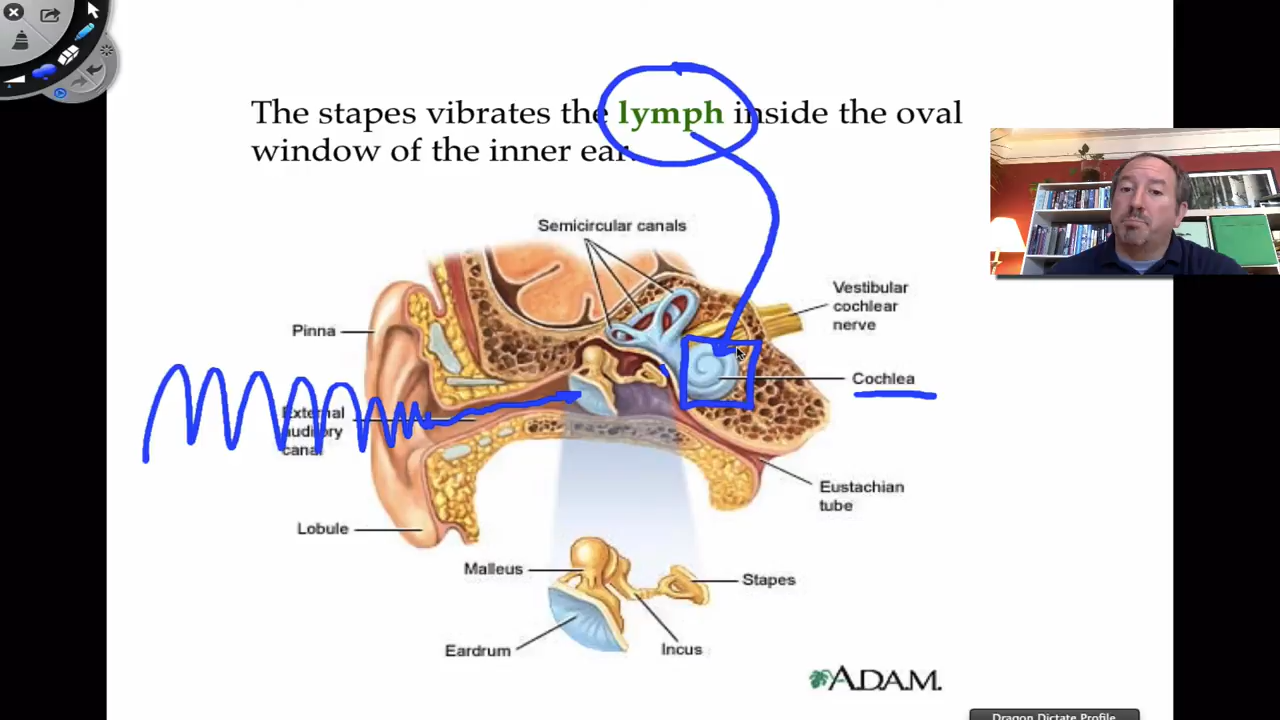 The stapes vibrates the lymph inside the oval
window of the inner ear.
Semicircular canals
Vestibular
cochlear
nerve
Pinna
Cochlea
External
auditory
canal
Eustachian
tube
Lobule
Malleus
Stapes
Eardrum
Incus
A.D.A.M.
Dragon Dictate Profile